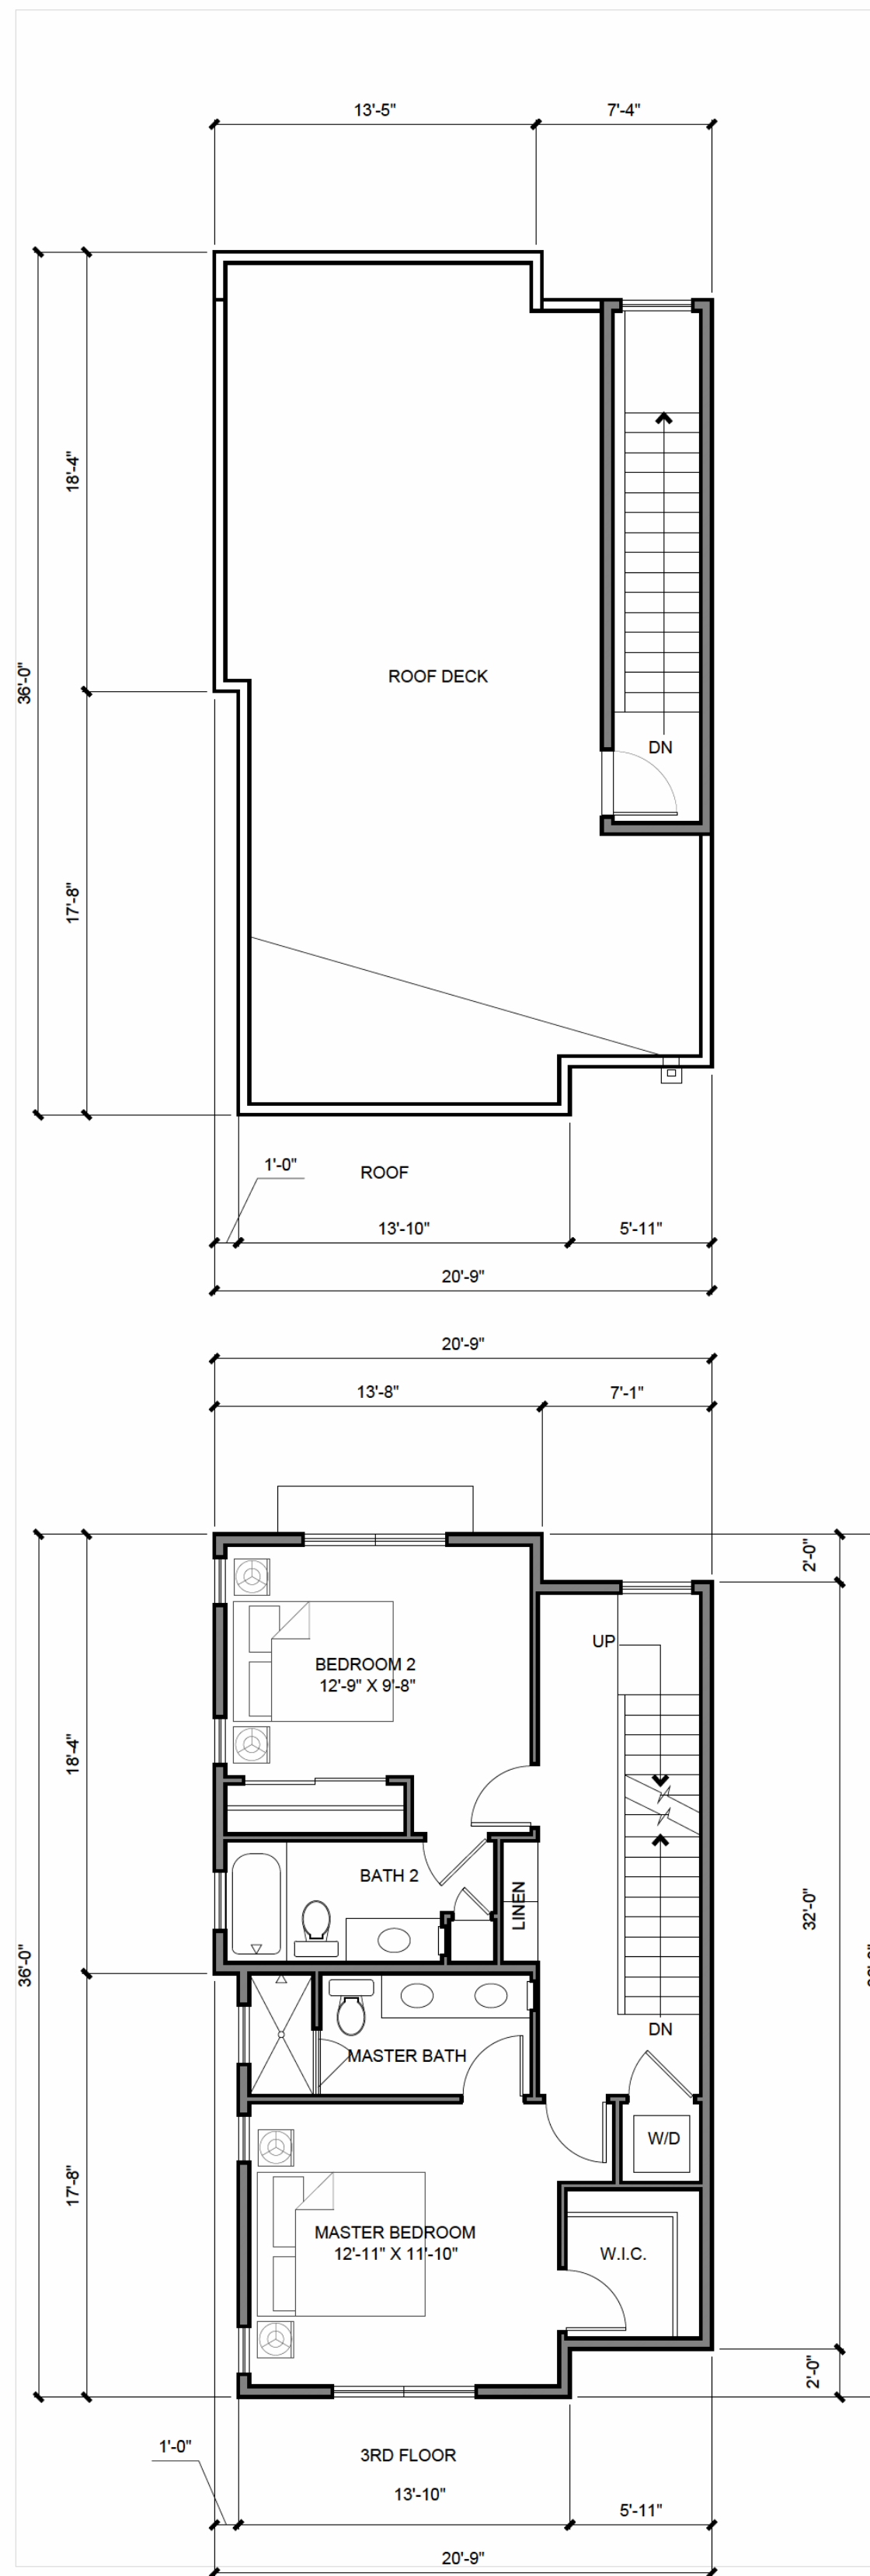 13'-5"
7'-4"
18'-4"
36'-0"
ROOF DECK
DN
17'-8"
1'-0"
ROOF
13'-10"
5'-11"
20'-9"
20'-9"
13'-8"
7'-1"
2'-0"
UP
BEDROOM 2
12'-9" X 9'-8"
18'-4"
BATH 2
LINEN
32'-0"
36'-0"
DN
MASTER BATH
W/D
17'-8"
MASTER BEDROOM
12'-11" X 11'-10"
W.I.C.
2'-0"
1'-0"
3RD FLOOR
13'-10"
5'-11"
20'-9"